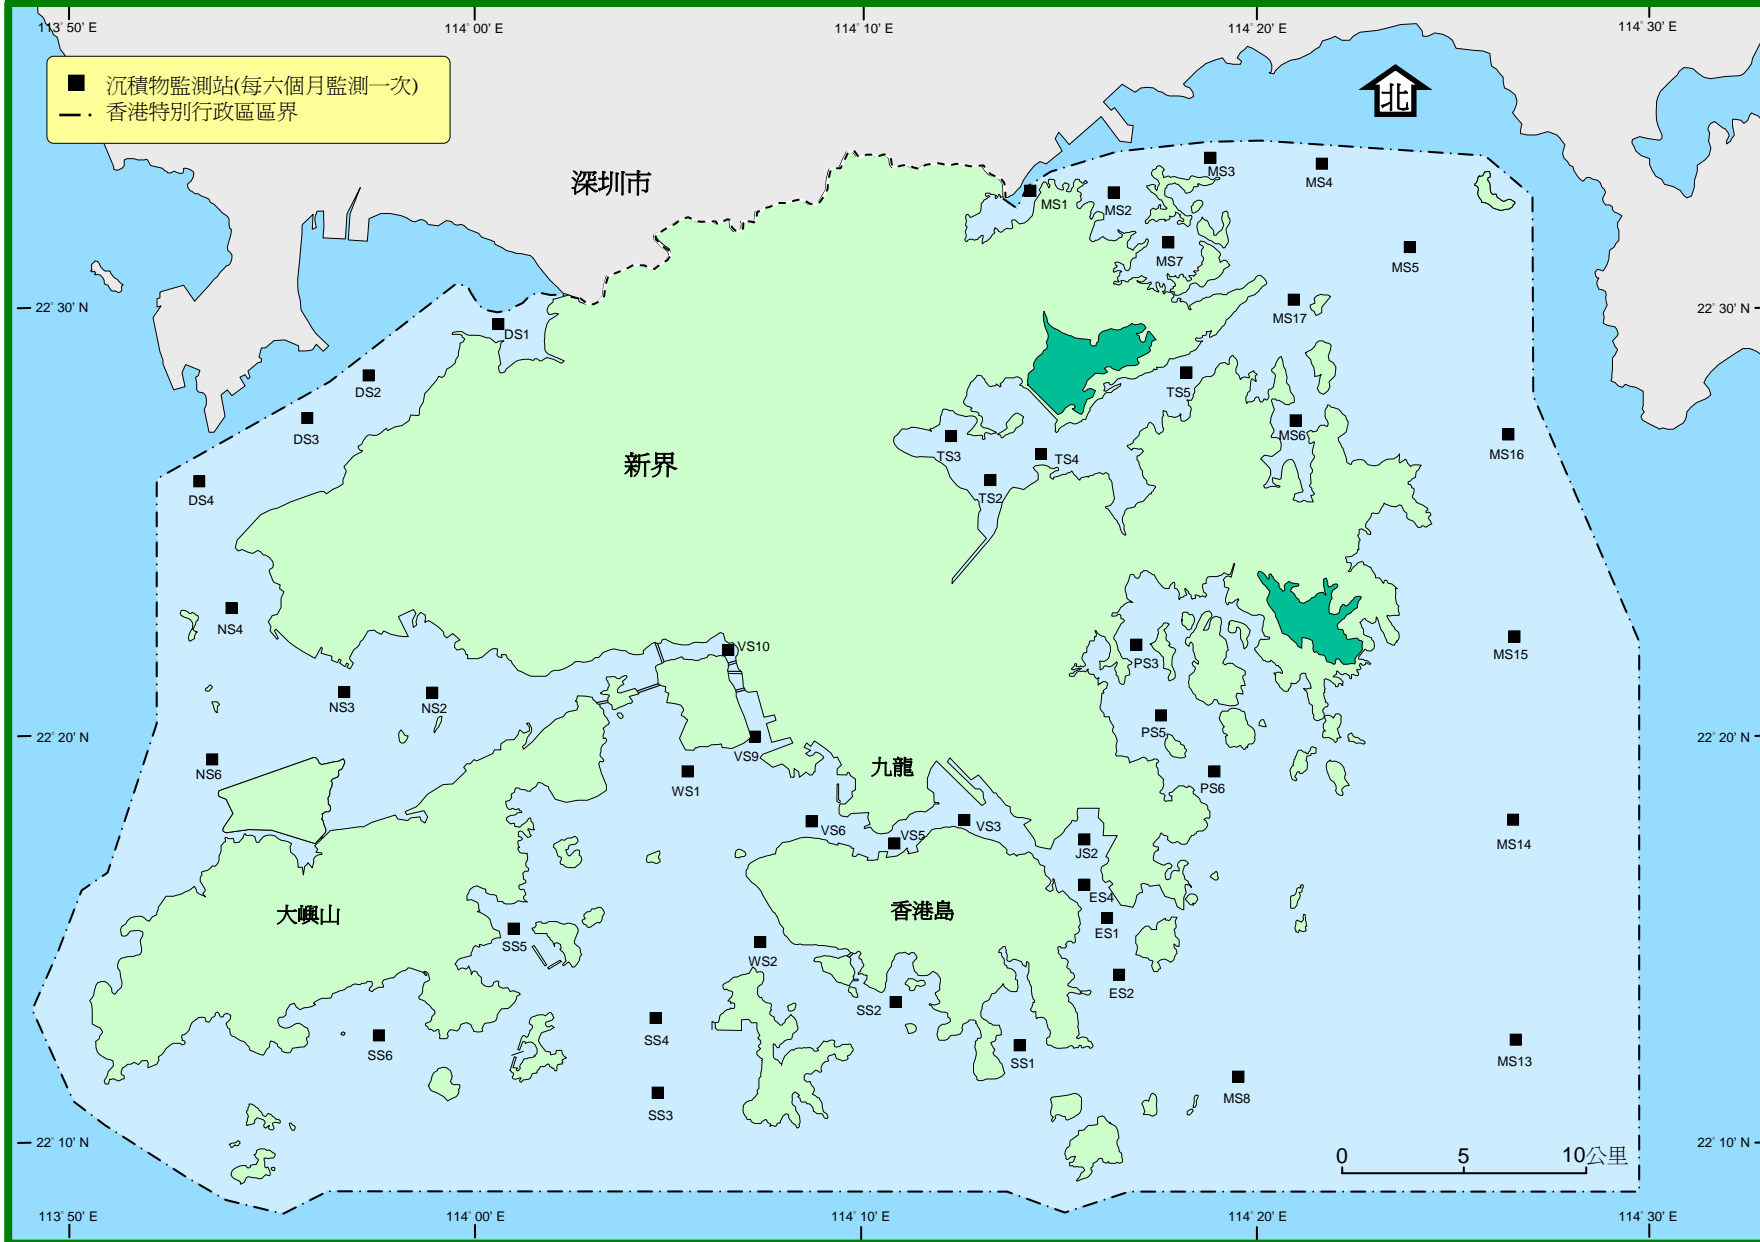 113° 50' E
114° 00' E
114° 10' E
114° 20' E
114° 30' E
沉積物監測站(每六個月監測一次)
香港特別行政區區界
北
深圳市
MS3
MS4
MS1
MS2
MS7
MS5
22° 30' N
22° 30' N
MS17
DS1
DS2
TS5
DS3
MS6
TS3
TS4
MS16
新界
DS4
TS2
NS4
VS10
PS3
MS15
NS3
NS2
PS5
22° 20' N
22° 20' N
VS9
NS6
九龍
WS1
PS6
VS6
VS5
VS3
JS2
MS14
ES4
大嶼山
香港島
ES1
SS5
WS2
ES2
SS2
SS4
SS6
SS1
MS13
MS8
SS3
22° 10' N
22° 10' N
0 5 10公里
113° 50' E
114° 00' E
114° 10' E
114° 20' E
114° 30' E